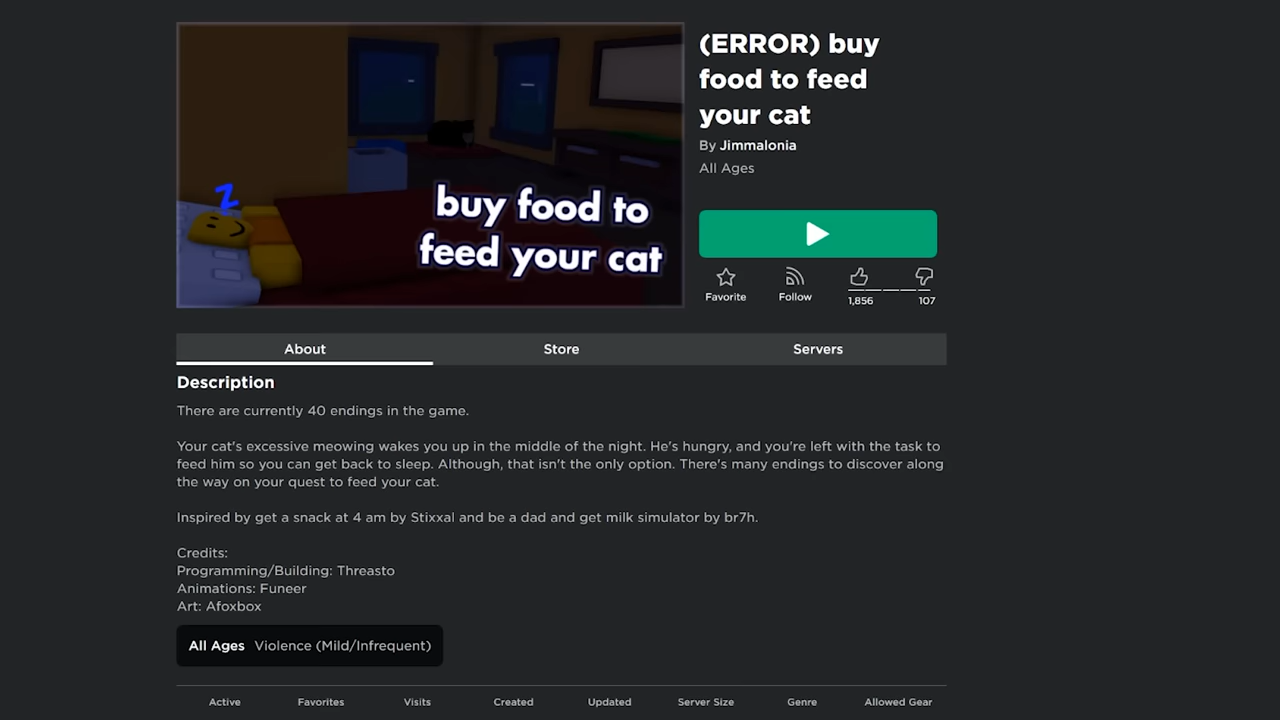 (ERROR) buy
food to feed
your cat
By Jimmalonia
All Ages
Z
buy food to
feed your cat
Favorite
Follow
1,856
107
About
Store
Servers
Description
There are currently 40 endings in the game.
Your cat's excessive meowing wakes you up in the middle of the night. He's hungry, and you're left with the task to
feed him so you can get back to sleep. Although, that isn't the only option. There's many endings to discover along
the way on your quest to feed your cat.
Inspired by get a snack at 4 am by Stixxal and be a dad and get milk simulator by br7h.
Credits:
Programming/Building: Threasto
Animations: Funeer
Art: Afoxbox
All Ages Violence (Mild/Infrequent)
Active
Favorites
Visits
Created
Updated
Server Size
Genre
Allowed Gear